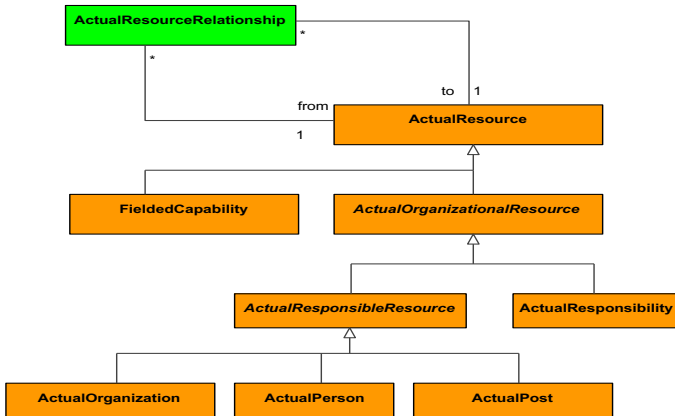 ActualResourceRelationship
*
*
to 1
from
1
ActualResource
FieldedCapability
ActualOrganizationalResource
ActualResponsibleResource
ActualResponsibility
ActualOrganization
ActualPerson
ActualPost